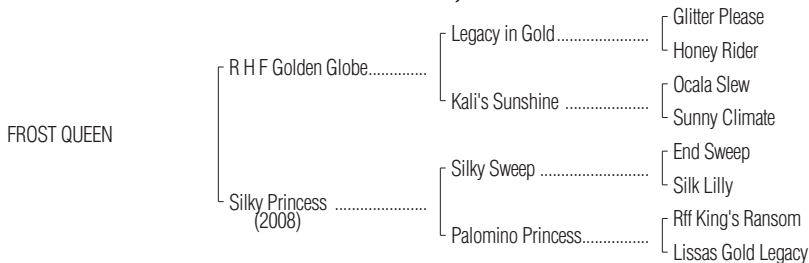 Glitter Please
Legacy in Gold.....................
Honey Rider
R H F Golden Globe..............
Ocala Slew
Kali's Sunshine ...................
Sunny Climate
FROST QUEEN
End Sweep
Silky Sweep .........................
Silk Lilly
Silky Princess .....................
(2008)
Rff King's Ransom
Palomino Princess...............
Lissas Gold Legacy